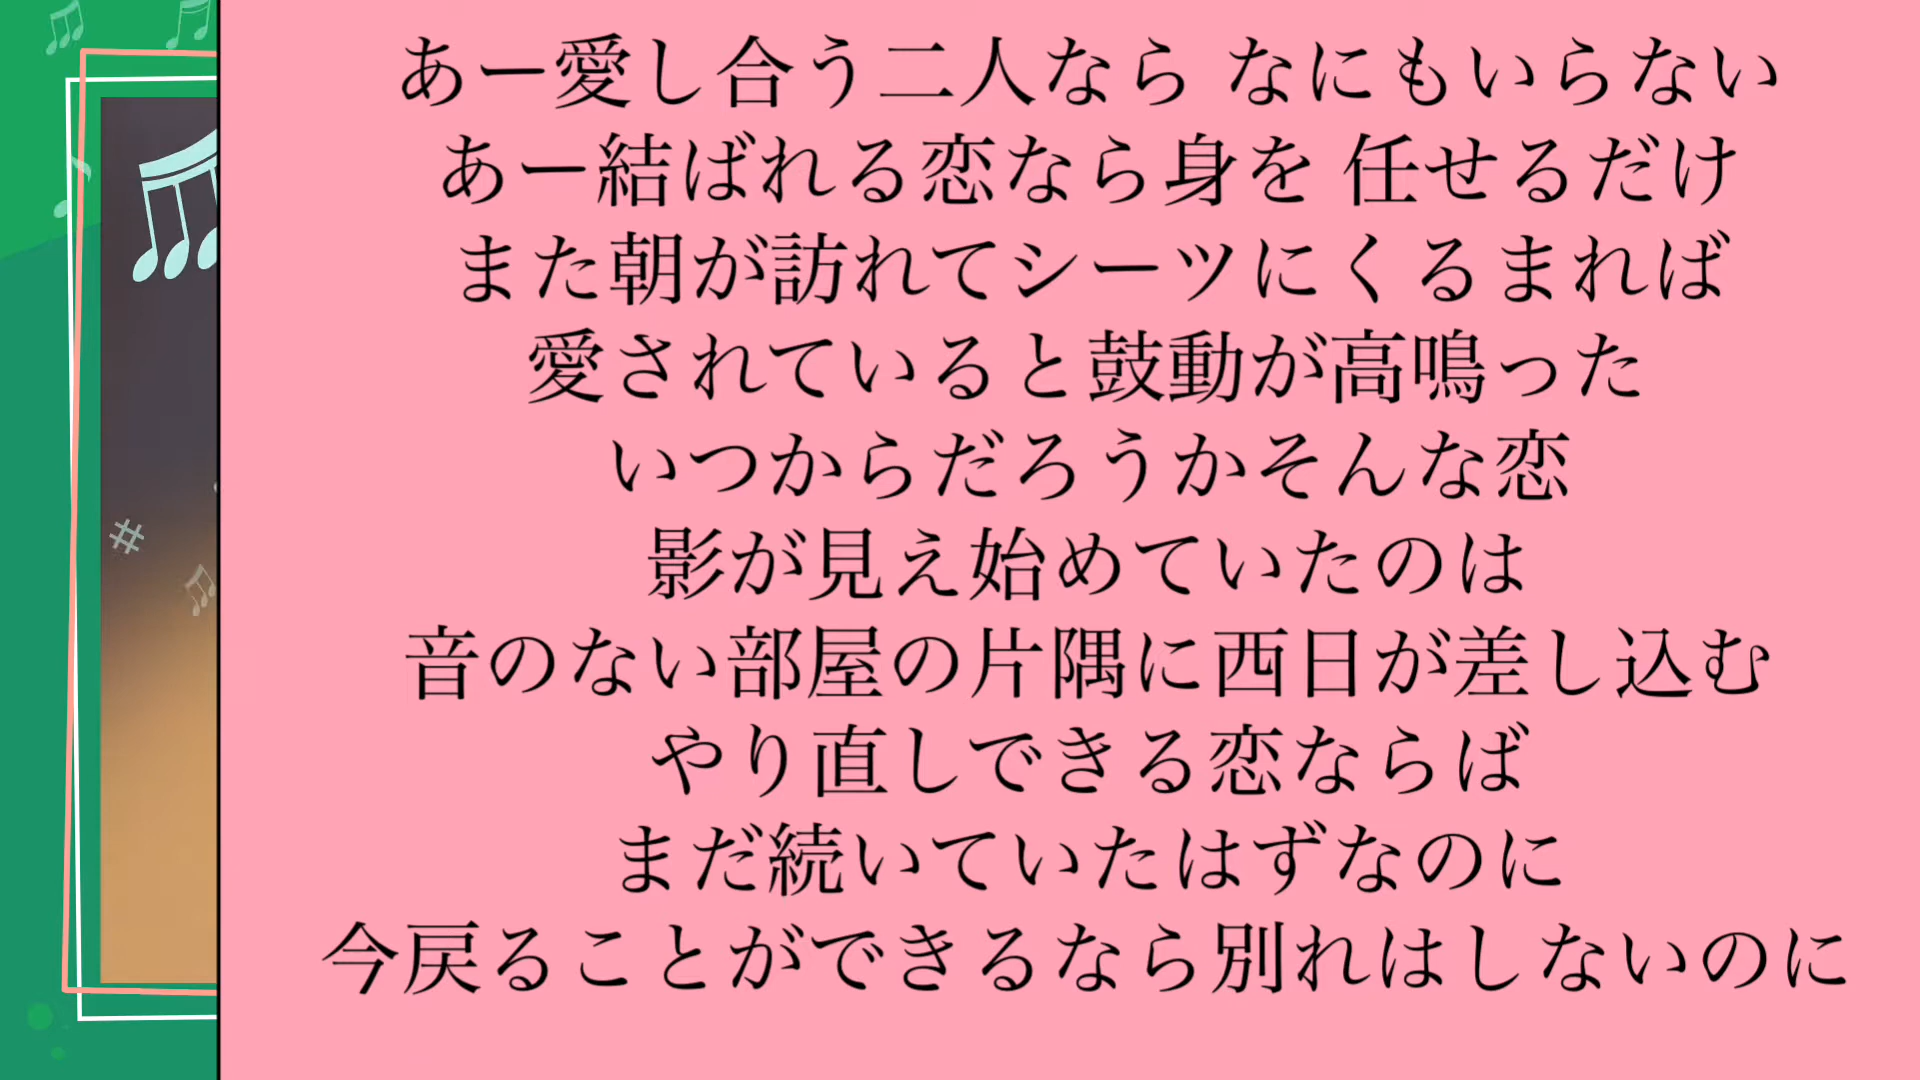 あー愛し合う二人なら なにもいらない
あー結ばれる恋なら身を 任せるだけ
また朝が訪れてシーツにくるまれば
愛されていると鼓動が高鳴った
いつからだろうかそんな恋
影が見え始めていたのは
音のない部屋の片隅に西日が差し込む
やり直しできる恋ならば
まだ続いていたはずなのに
今戻ることができるなら別れはしないのに